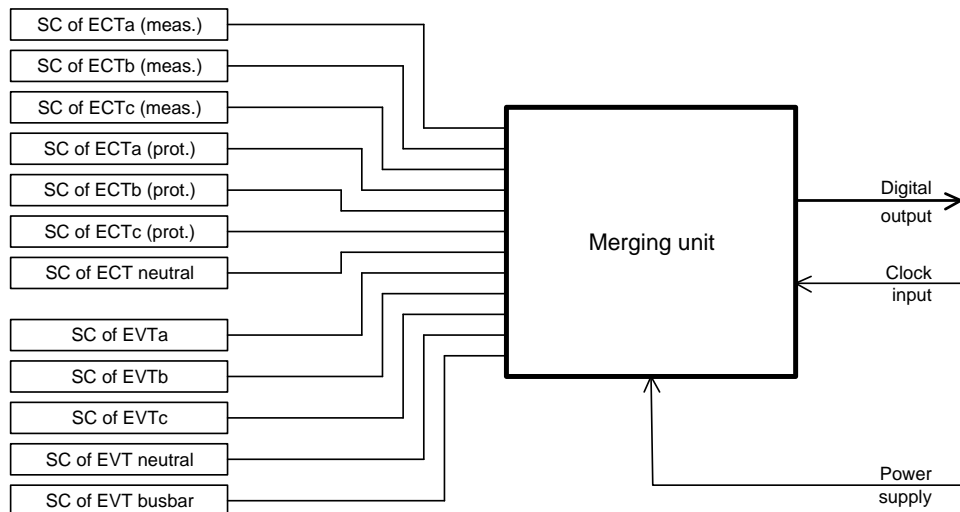 SC of ECTa (meas.)
SC of ECTb (meas.)
SC of ECTc (meas.)
SC of ECTa (prot.)
SC of ECTb (prot.)
SC of ECTc (prot.)
SC of ECT neutral
SC of EVTa
SC of EVTb
SC of EVTc
SC of EVT neutral
SC of EVT busbar
Merging unit
Digital
output
Clock
input
Power
supply